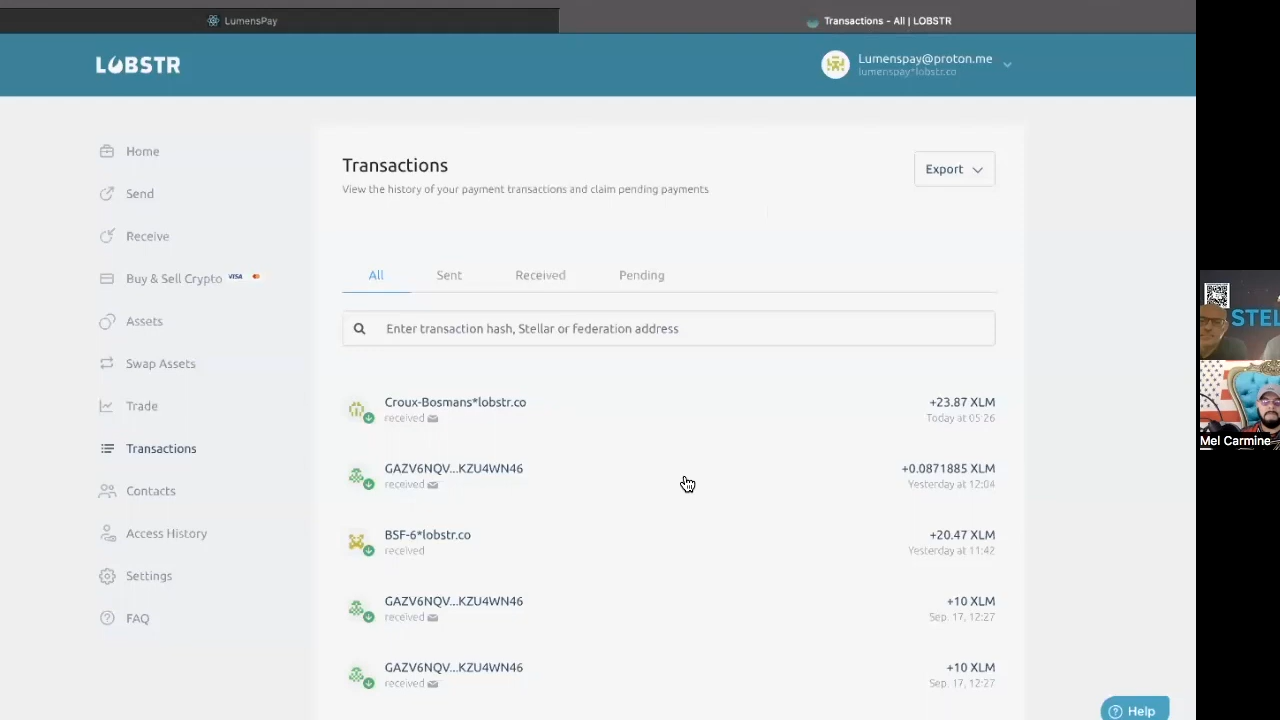 LumensPay
Transactions - All | LOBSTR
LOBSTR
Lumenspay@proton.me
lumenspay*lobstr.co
Home
Send
Receive
Buy & Sell Crypto VISA
Assets
Swap Assets
Trade
Transactions
Contacts
Access History
Settings
FAQ
Transactions
View the history of your payment transactions and claim pending payments
Export
All
Sent
Received
Pending
Enter transaction hash, Stellar or federation address
Croux-Bosmans*lobstr.co
received
+23.87 XLM
Today at 05:26
GAZV6NQV...KZU4WN46
received
+0.0871885 XLM
Yesterday at 12:04
BSF-6*lobstr.co
received
+20.47 XLM
Yesterday at 11:42
GAZV6NQV...KZU4WN46
received
+10 XLM
Sep. 17, 12:27
GAZV6NQV...KZU4WN46
received
+10 XLM
Sep. 17, 12:27
Help
STEL
Mel Carmine